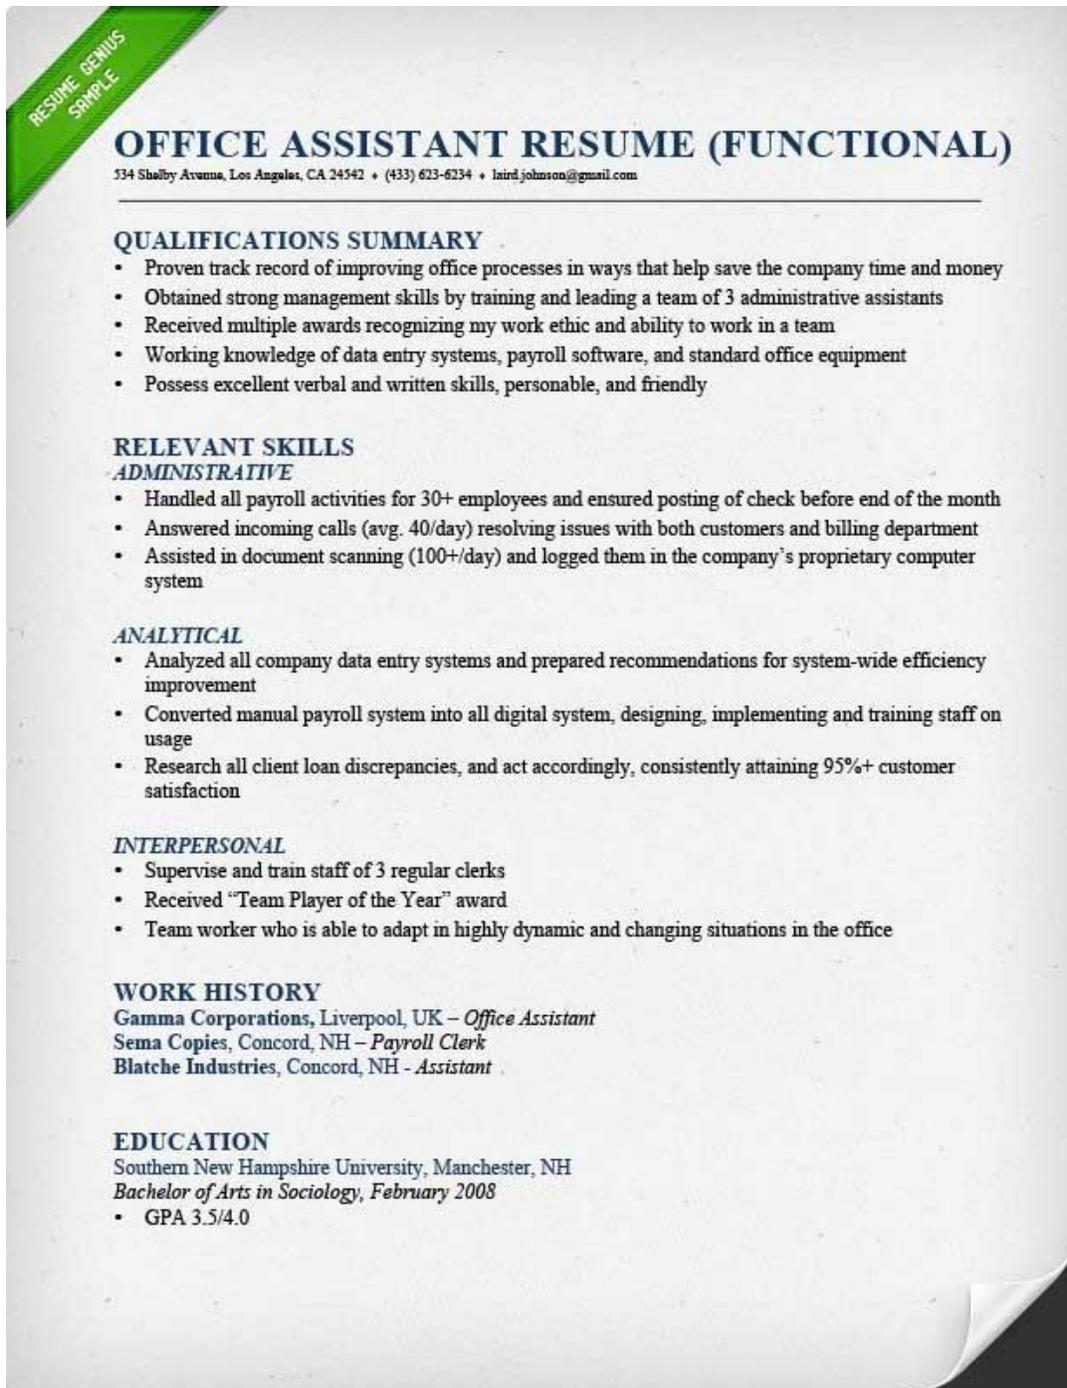 RESUME GENIUS
SAMPLE
OFFICE ASSISTANT RESUME (FUNCTIONAL)
534 Shelby Avenue, Los Angeles, CA 24542 ♦ (433) 623-6234 ♦ laird.johnson@gmail.com
QUALIFICATIONS SUMMARY
• Proven track record of improving office processes in ways that help save the company time and money
• Obtained strong management skills by training and leading a team of 3 administrative assistants
• Received multiple awards recognizing my work ethic and ability to work in a team
• Working knowledge of data entry systems, payroll software, and standard office equipment
• Possess excellent verbal and written skills, personable, and friendly
RELEVANT SKILLS
ADMINISTRATIVE
• Handled all payroll activities for 30+ employees and ensured posting of check before end of the month
• Answered incoming calls (avg. 40/day) resolving issues with both customers and billing department
• Assisted in document scanning (100+/day) and logged them in the company's proprietary computer
system
ANALYTICAL
• Analyzed all company data entry systems and prepared recommendations for system-wide efficiency
improvement
• Converted manual payroll system into all digital system, designing, implementing and training staff on
usage
• Research all client loan discrepancies, and act accordingly, consistently attaining 95%+ customer
satisfaction
INTERPERSONAL
• Supervise and train staff of 3 regular clerks
• Received “Team Player of the Year” award
• Team worker who is able to adapt in highly dynamic and changing situations in the office
WORK HISTORY
Gamma Corporations, Liverpool, UK – Office Assistant
Sema Copies, Concord, NH – Payroll Clerk
Blatche Industries, Concord, NH - Assistant
EDUCATION
Southern New Hampshire University, Manchester, NH
Bachelor of Arts in Sociology, February 2008
• GPA 3.5/4.0